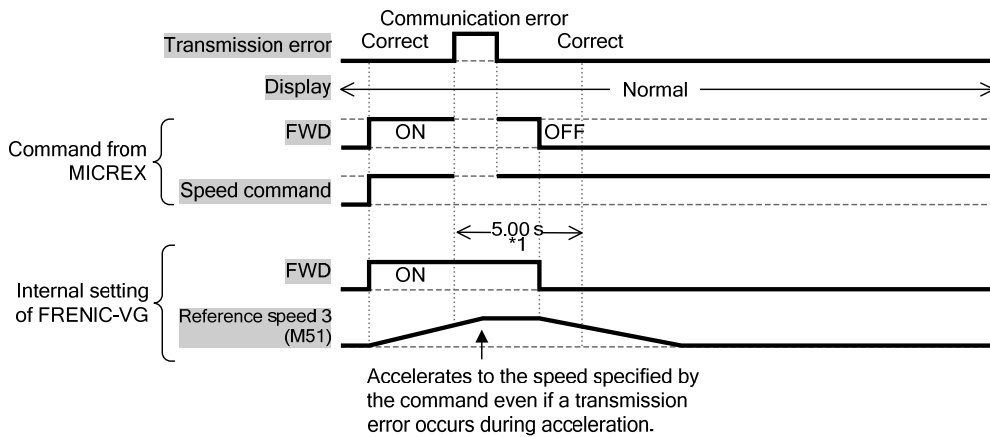 Communication error
Transmission error
Correct
Correct
Display
Normal
Command from
MICREX
FWD
ON
OFF
Speed command
5.00 s
*1
Internal setting
of FRENIC-VG
FWD
ON
Reference speed 3
(M51)
Accelerates to the speed specified by
the command even if a transmission
error occurs during acceleration.